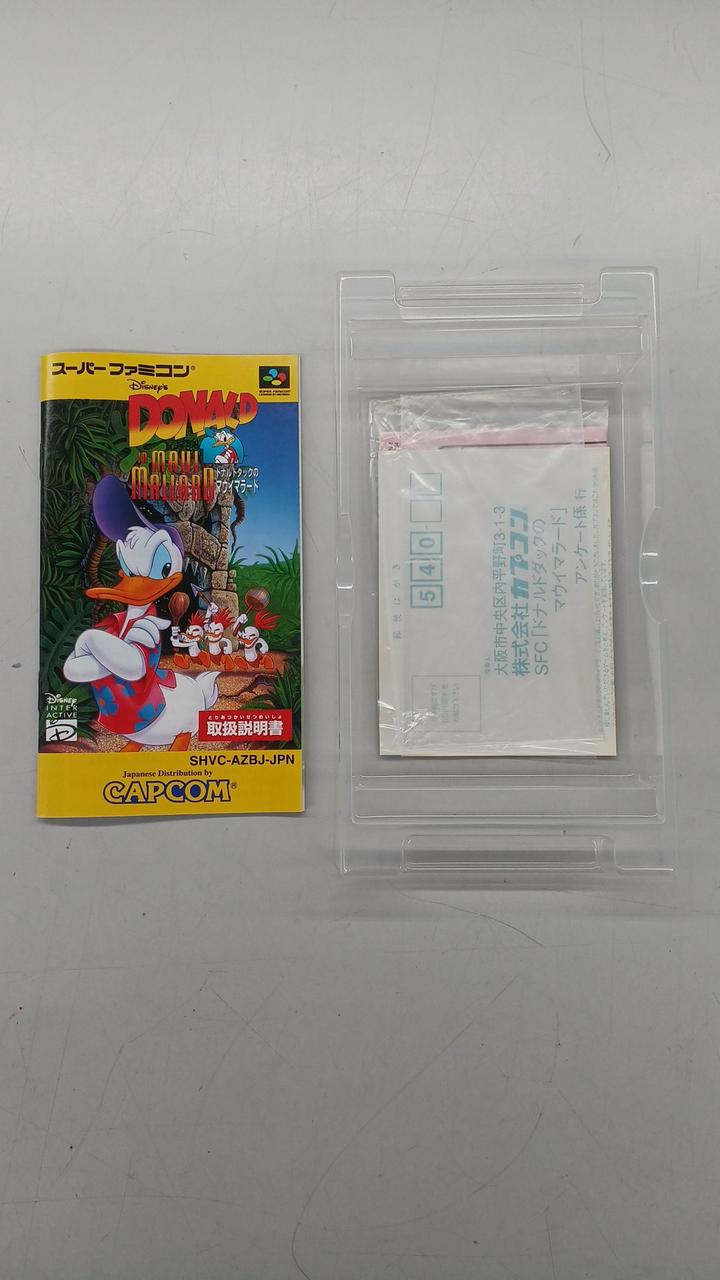 スーパーファミコン®
SUPER FAMICOM
Disney's
DONALD
in MAUI
MALLARD
ドナルドダックの
マウイマラード
Disney
INTER
ACTIVE
とりあつかいせつめいしょ
取扱説明書
SHVC-AZBJ-JPN
Japanese Distribution by
CAPCOM®
郵便はがき
540-
大阪市中央区内平野町3-1-3
株式会社カプコン
SFC「ドナルドダックの
マウイマラード」
アンケート係 行